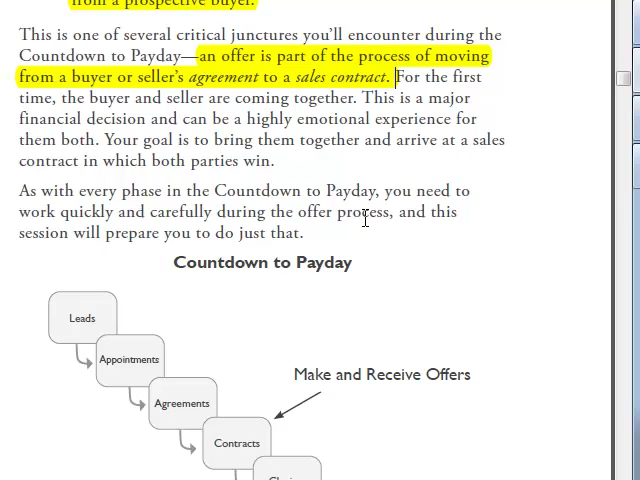 from a prospective buyer.
This is one of several critical junctures you'll encounter during the
Countdown to Payday—an offer is part of the process of moving
from a buyer or seller's agreement to a sales contract. For the first
time, the buyer and seller are coming together. This is a major
financial decision and can be a highly emotional experience for
them both. Your goal is to bring them together and arrive at a sales
contract in which both parties win.
As with every phase in the Countdown to Payday, you need to
work quickly and carefully during the offer process, and this
session will prepare you to do just that.
Countdown to Payday
Leads
Appointments
Make and Receive Offers
Agreements
Contracts